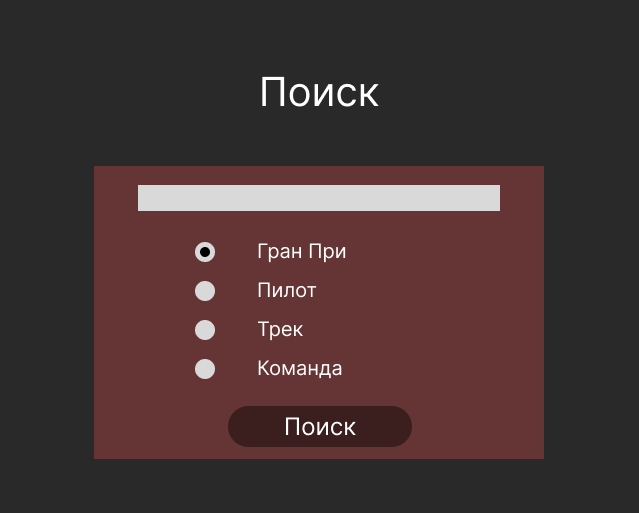 Поиск
Гран При
Пилот
Трек
Команда
Поиск